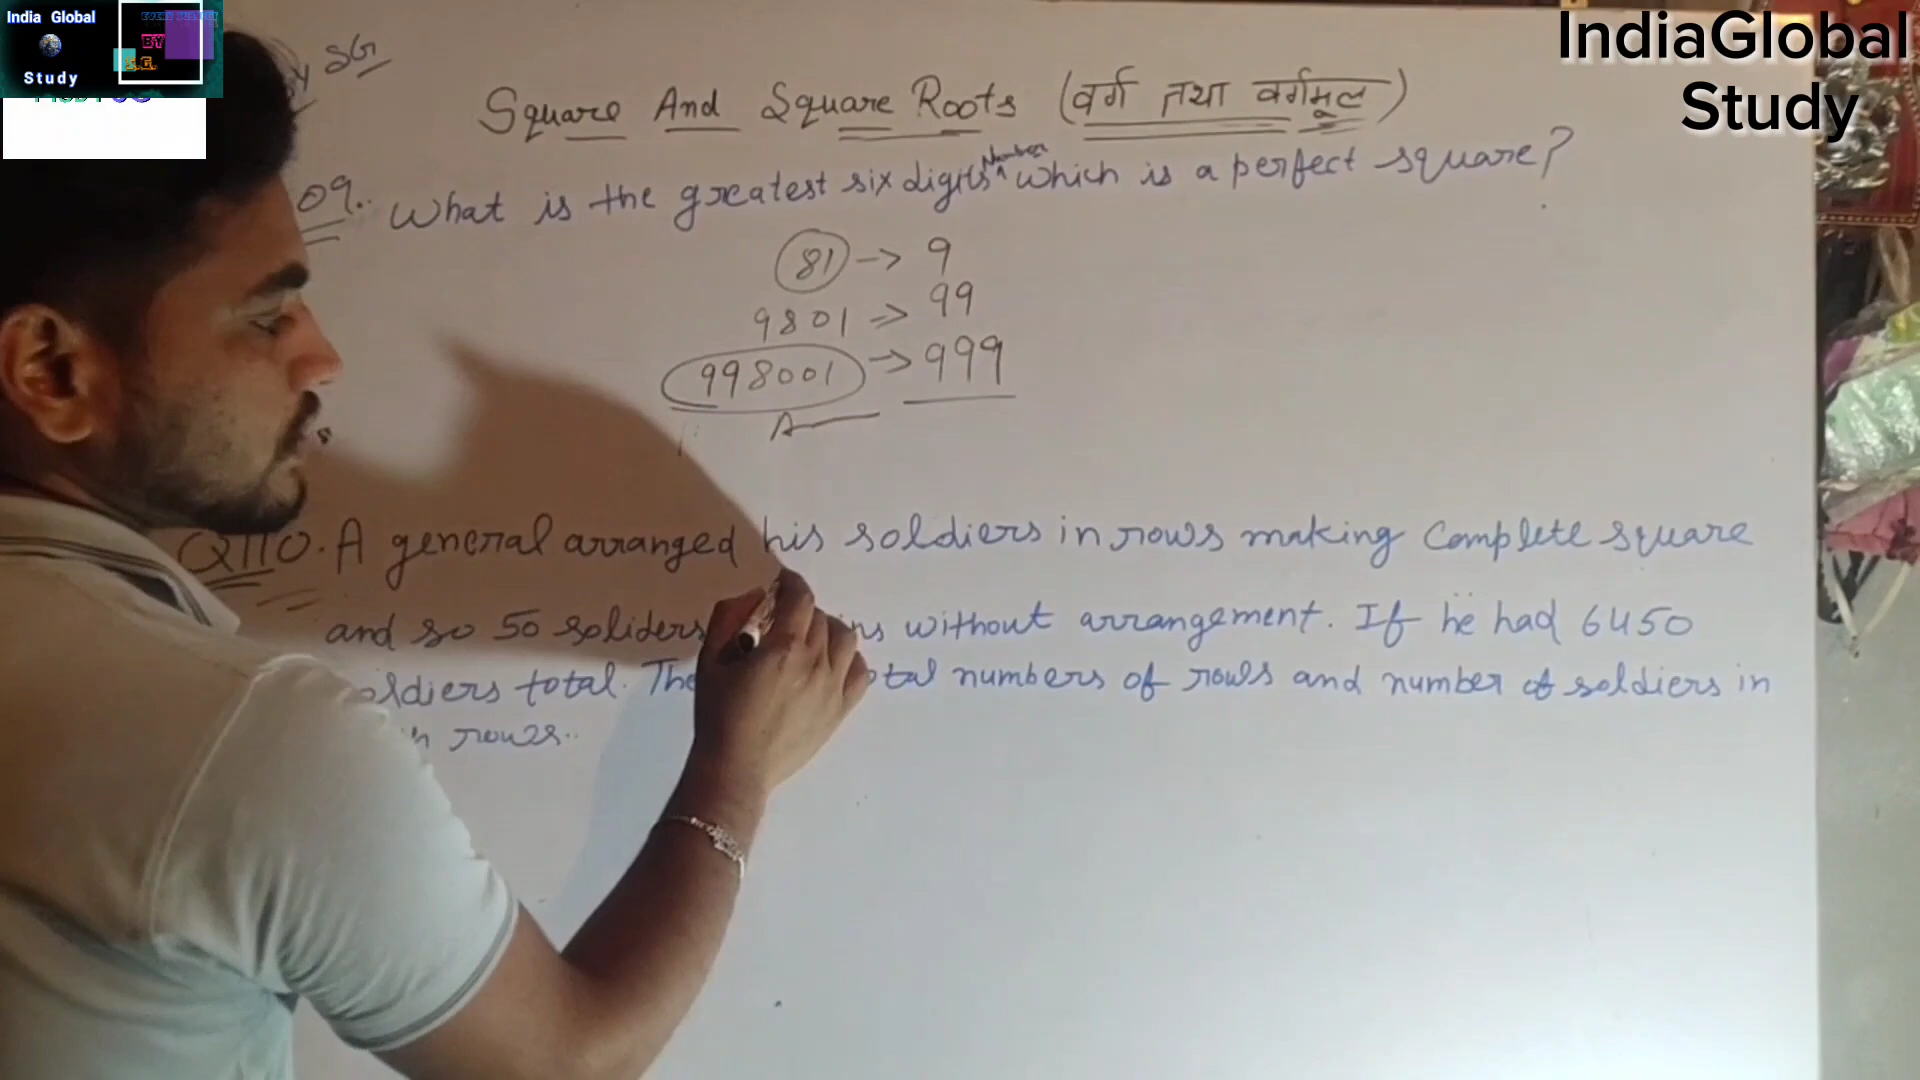 India Global
Study
BY
S.G.
IndiaGlobal
Study
SG
Square And Square Roots (वर्ग तथा वर्गमूल)
09.. What is the greatest six digits Number which is a perfect square?
81 -> 9
9801 -> 99
998001 -> 999
A
Q110. A general arranged his soldiers in rows making Complete square
and so 50 soliders without arrangement. If he had 6450
soldiers total. numbers of rows and number of soldiers in
rows..